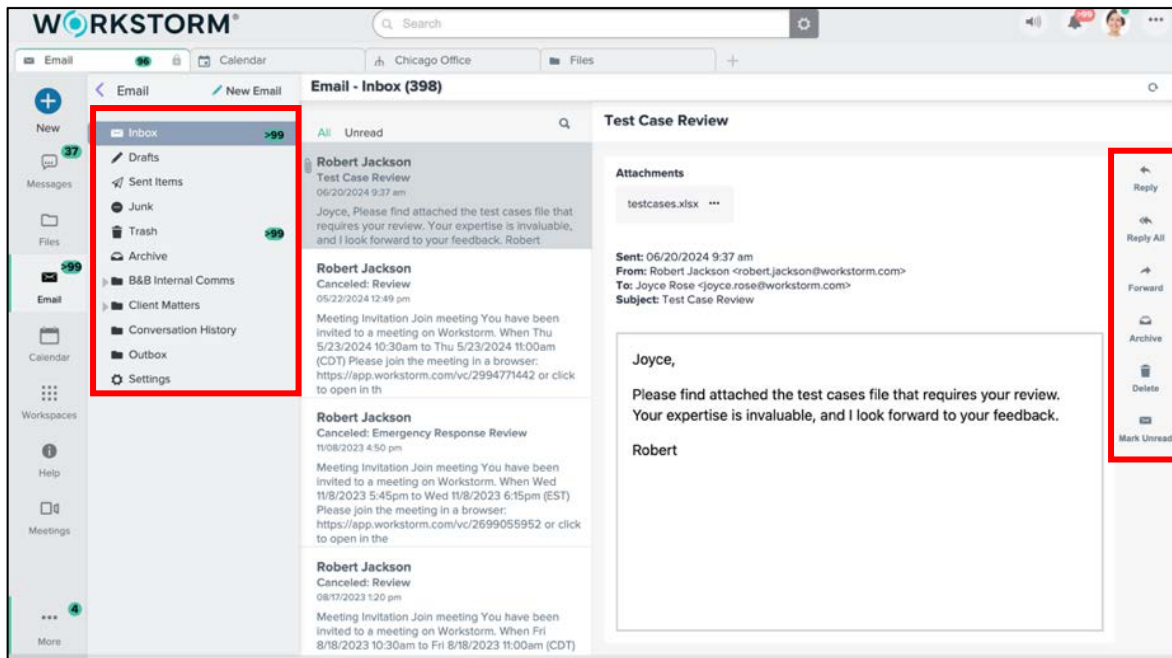 WORKSTORM®
Search
>99
Email 96
Calendar
Chicago Office
Files
New
37
Messages
Files
>99
Email
Calendar
Workspaces
Help
Meetings
4
More
Email
New Email
Inbox >99
Drafts
Sent Items
Junk
Trash >99
Archive
B&B Internal Comms
Client Matters
Conversation History
Outbox
Settings
Email - Inbox (398)
All Unread
Robert Jackson
Test Case Review
06/20/2024 9:37 am
Joyce, Please find attached the test cases file that
requires your review. Your expertise is invaluable,
and I look forward to your feedback. Robert
Robert Jackson
Canceled: Review
05/22/2024 12:49 pm
Meeting Invitation Join meeting You have been
invited to a meeting on Workstorm. When Thu
5/23/2024 10:30am to Thu 5/23/2024 11:00am
(CDT) Please join the meeting in a browser:
https://app.workstorm.com/vc/2994771442 or click
to open in th
Robert Jackson
Canceled: Emergency Response Review
11/08/2023 4:50 pm
Meeting Invitation Join meeting You have been
invited to a meeting on Workstorm. When Wed
11/8/2023 5:45pm to Wed 11/8/2023 6:15pm (EST)
Please join the meeting in a browser:
https://app.workstorm.com/vc/2699055952 or click
to open in the
Robert Jackson
Canceled: Review
08/17/2023 1:20 pm
Meeting Invitation Join meeting You have been
invited to a meeting on Workstorm. When Fri
8/18/2023 10:30am to Fri 8/18/2023 11:00am (CDT)
Test Case Review
Attachments
testcases.xlsx
Sent: 06/20/2024 9:37 am
From: Robert Jackson <robert.jackson@workstorm.com>
To: Joyce Rose <joyce.rose@workstorm.com>
Subject: Test Case Review
Joyce,
Please find attached the test cases file that requires your review.
Your expertise is invaluable, and I look forward to your feedback.
Robert
Reply
Reply All
Forward
Archive
Delete
Mark Unread